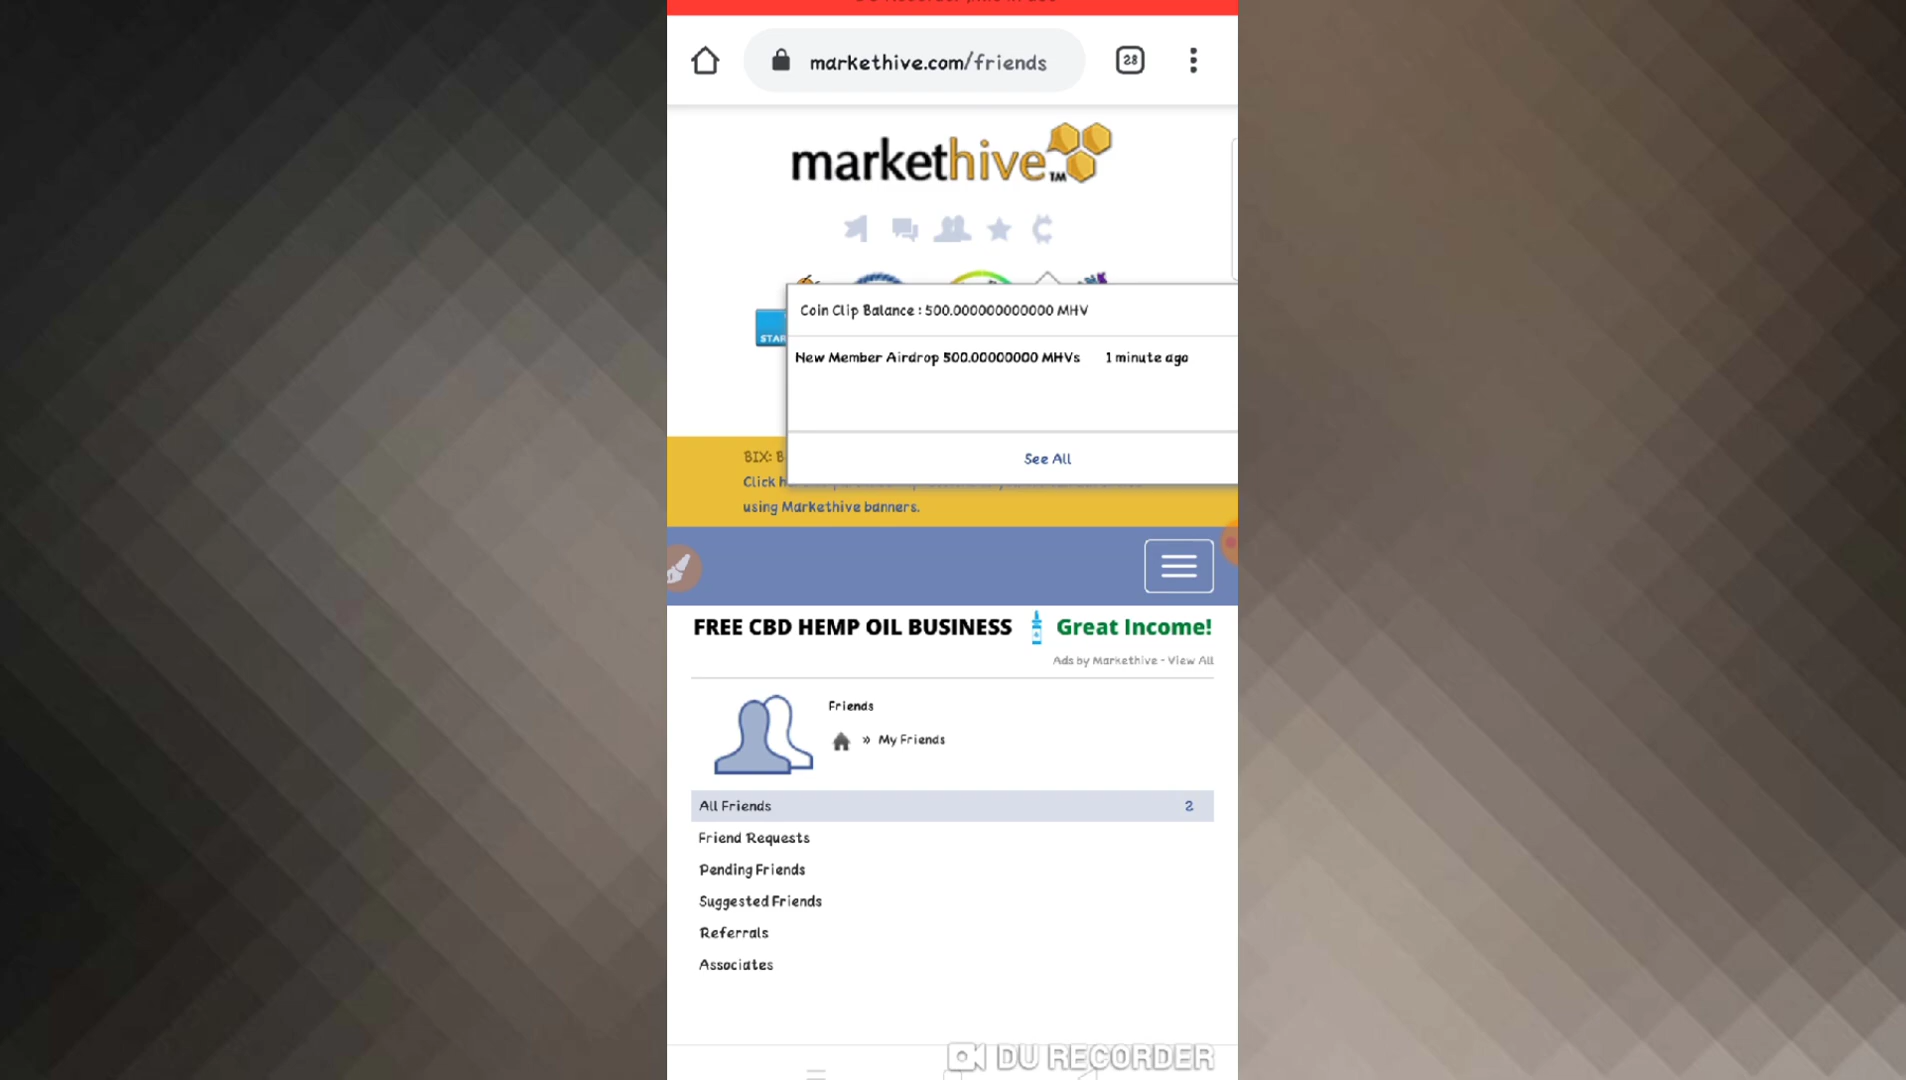 markethive.com/friends
28
markethive
TM
Coin Clip Balance : 500.000000000000 MHV
STAR
New Member Airdrop 500.00000000 MHVs 1 minute ago
See All
BIX: B
Click h
using Markethive banners.
FREE CBD HEMP OIL BUSINESS Great Income!
Ads by Markethive - View All
Friends
» My Friends
All Friends 2
Friend Requests
Pending Friends
Suggested Friends
Referrals
Associates
DU RECORDER